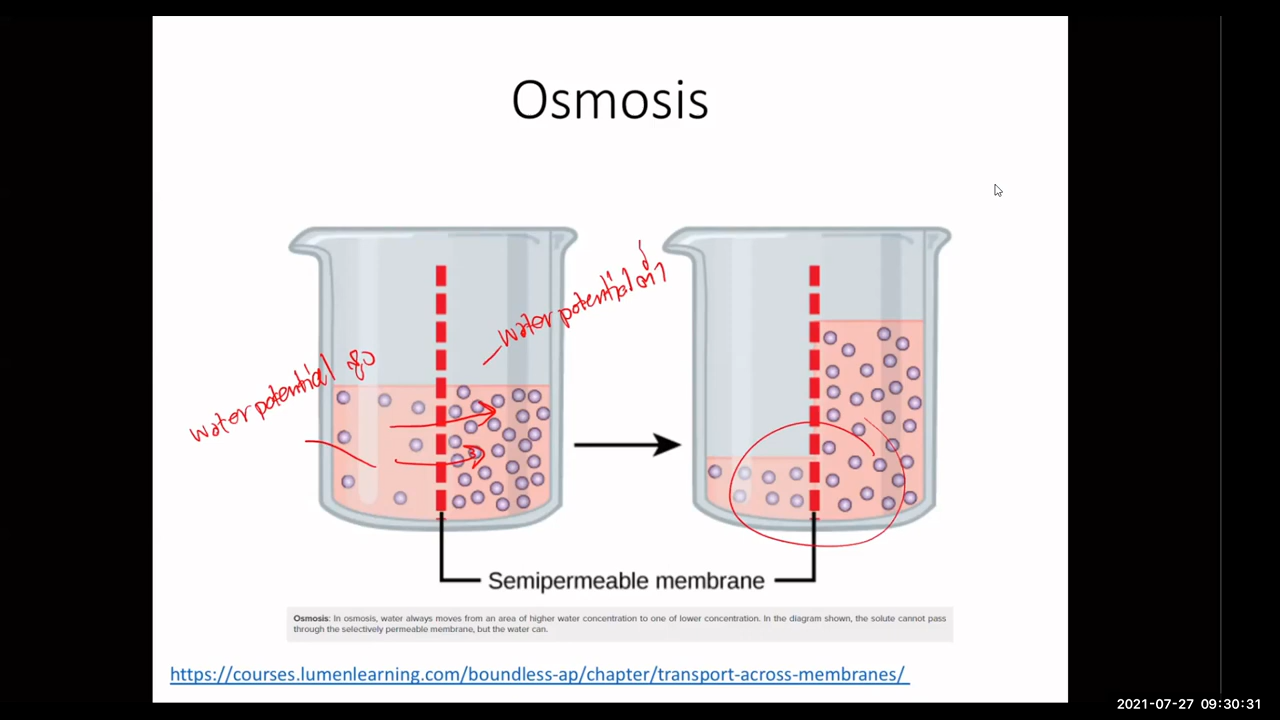 Osmosis
water potential ต่ำ
water potential สูง
Semipermeable membrane
Osmosis: In osmosis, water always moves from an area of higher water concentration to one of lower concentration. In the diagram shown, the solute cannot pass
through the selectively permeable membrane, but the water can.
https://courses.lumenlearning.com/boundless-ap/chapter/transport-across-membranes/
2021-07-27 09:30:31